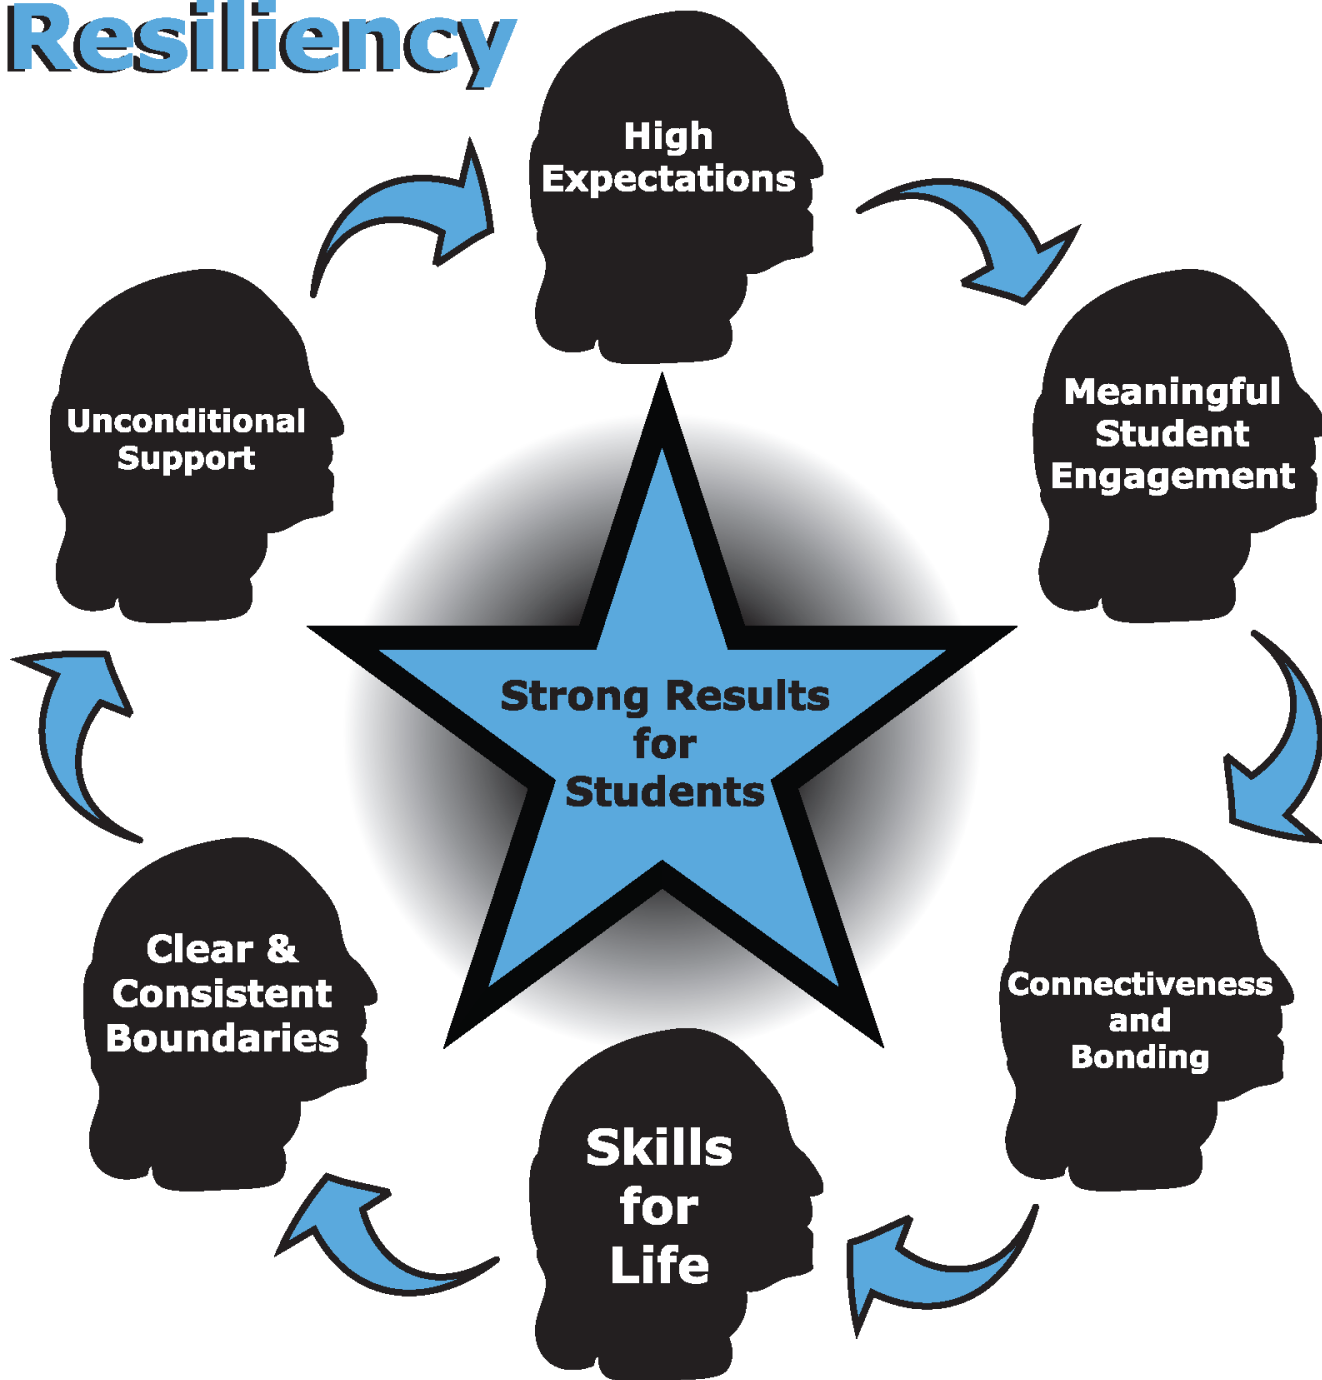 Resiliency
High
Expectations
Meaningful
Student
Engagement
Connectiveness
and
Bonding
Skills
for
Life
Clear &
Consistent
Boundaries
Unconditional
Support
Strong Results
for
Students